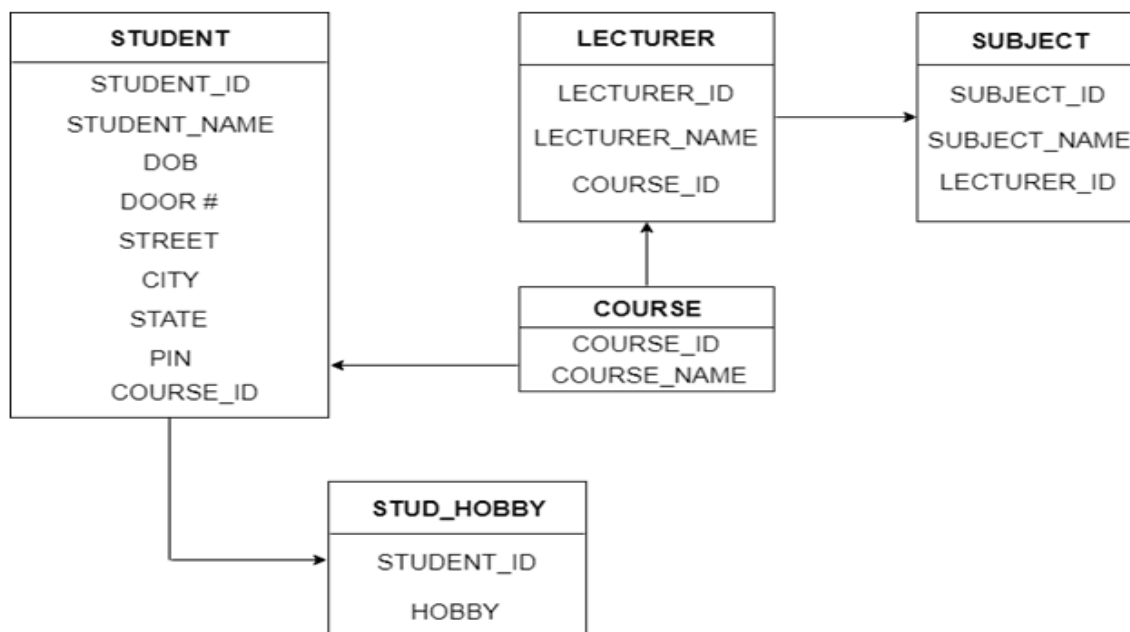 STUDENT
STUDENT_ID
STUDENT_NAME
DOB
DOOR #
STREET
CITY
STATE
PIN
COURSE_ID
LECTURER
LECTURER_ID
LECTURER_NAME
COURSE_ID
SUBJECT
SUBJECT_ID
SUBJECT_NAME
LECTURER_ID
COURSE
COURSE_ID
COURSE_NAME
STUD_HOBBY
STUDENT_ID
HOBBY